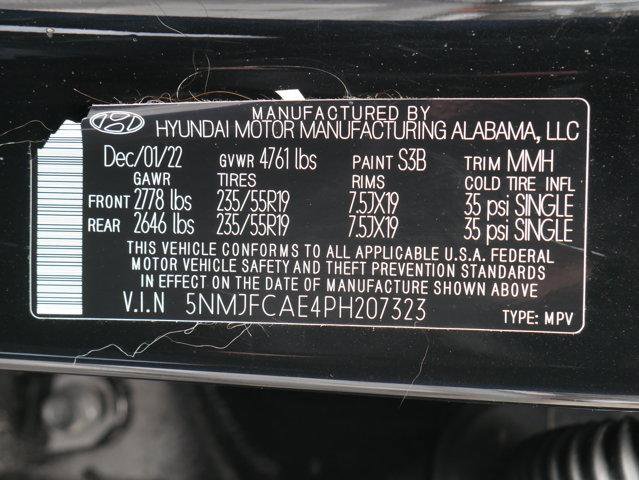 MANUFACTURED BY
HYUNDAI MOTOR MANUFACTURING ALABAMA, LLC
Dec/01/22 GVWR 4761 lbs PAINT S3B TRIM MMH
GAWR TIRES RIMS COLD TIRE INFL
FRONT 2778 lbs 235/55R19 7.5JX19 35 psi SINGLE
REAR 2646 lbs 235/55R19 7.5JX19 35 psi SINGLE
THIS VEHICLE CONFORMS TO ALL APPLICABLE U.S.A. FEDERAL
MOTOR VEHICLE SAFETY AND THEFT PREVENTION STANDARDS
IN EFFECT ON THE DATE OF MANUFACTURE SHOWN ABOVE
V.I.N 5NMJFCAE4PH207323 TYPE: MPV